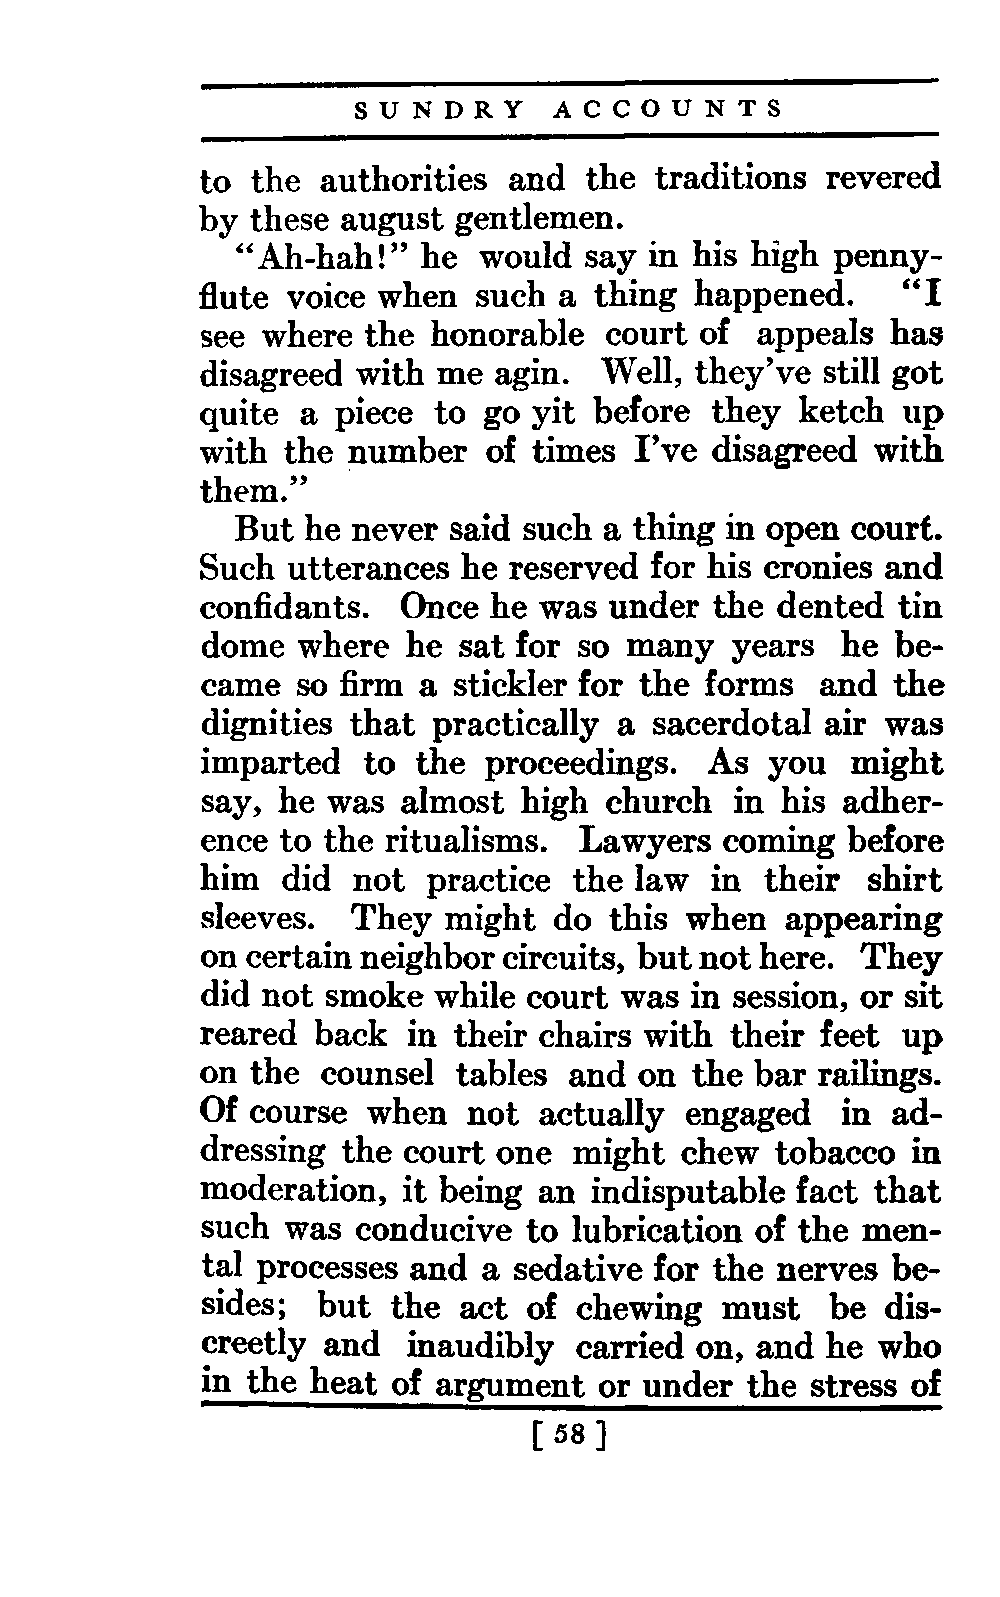 SUNDRY ACCOUNTS
to the authorities and the traditions revered
by these august gentlemen.
“Ah-hah!” he would say in his high penny-
flute voice when such a thing happened. “I
see where the honorable court of appeals has
disagreed with me agin. Well, they’ve still got
quite a piece to go yit before they ketch up
with the number of times I’ve disagreed with
them.”
But he never said such a thing in open court.
Such utterances he reserved for his cronies and
confidants. Once he was under the dented tin
dome where he sat for so many years he be-
came so firm a stickler for the forms and the
dignities that practically a sacerdotal air was
imparted to the proceedings. As you might
say, he was almost high church in his adher-
ence to the ritualisms. Lawyers coming before
him did not practice the law in their shirt
sleeves. They might do this when appearing
on certain neighbor circuits, but not here. They
did not smoke while court was in session, or sit
reared back in their chairs with their feet up
on the counsel tables and on the bar railings.
Of course when not actually engaged in ad-
dressing the court one might chew tobacco in
moderation, it being an indisputable fact that
such was conducive to lubrication of the men-
tal processes and a sedative for the nerves be-
sides; but the act of chewing must be dis-
creetly and inaudibly carried on, and he who
in the heat of argument or under the stress of
[ 58 ]